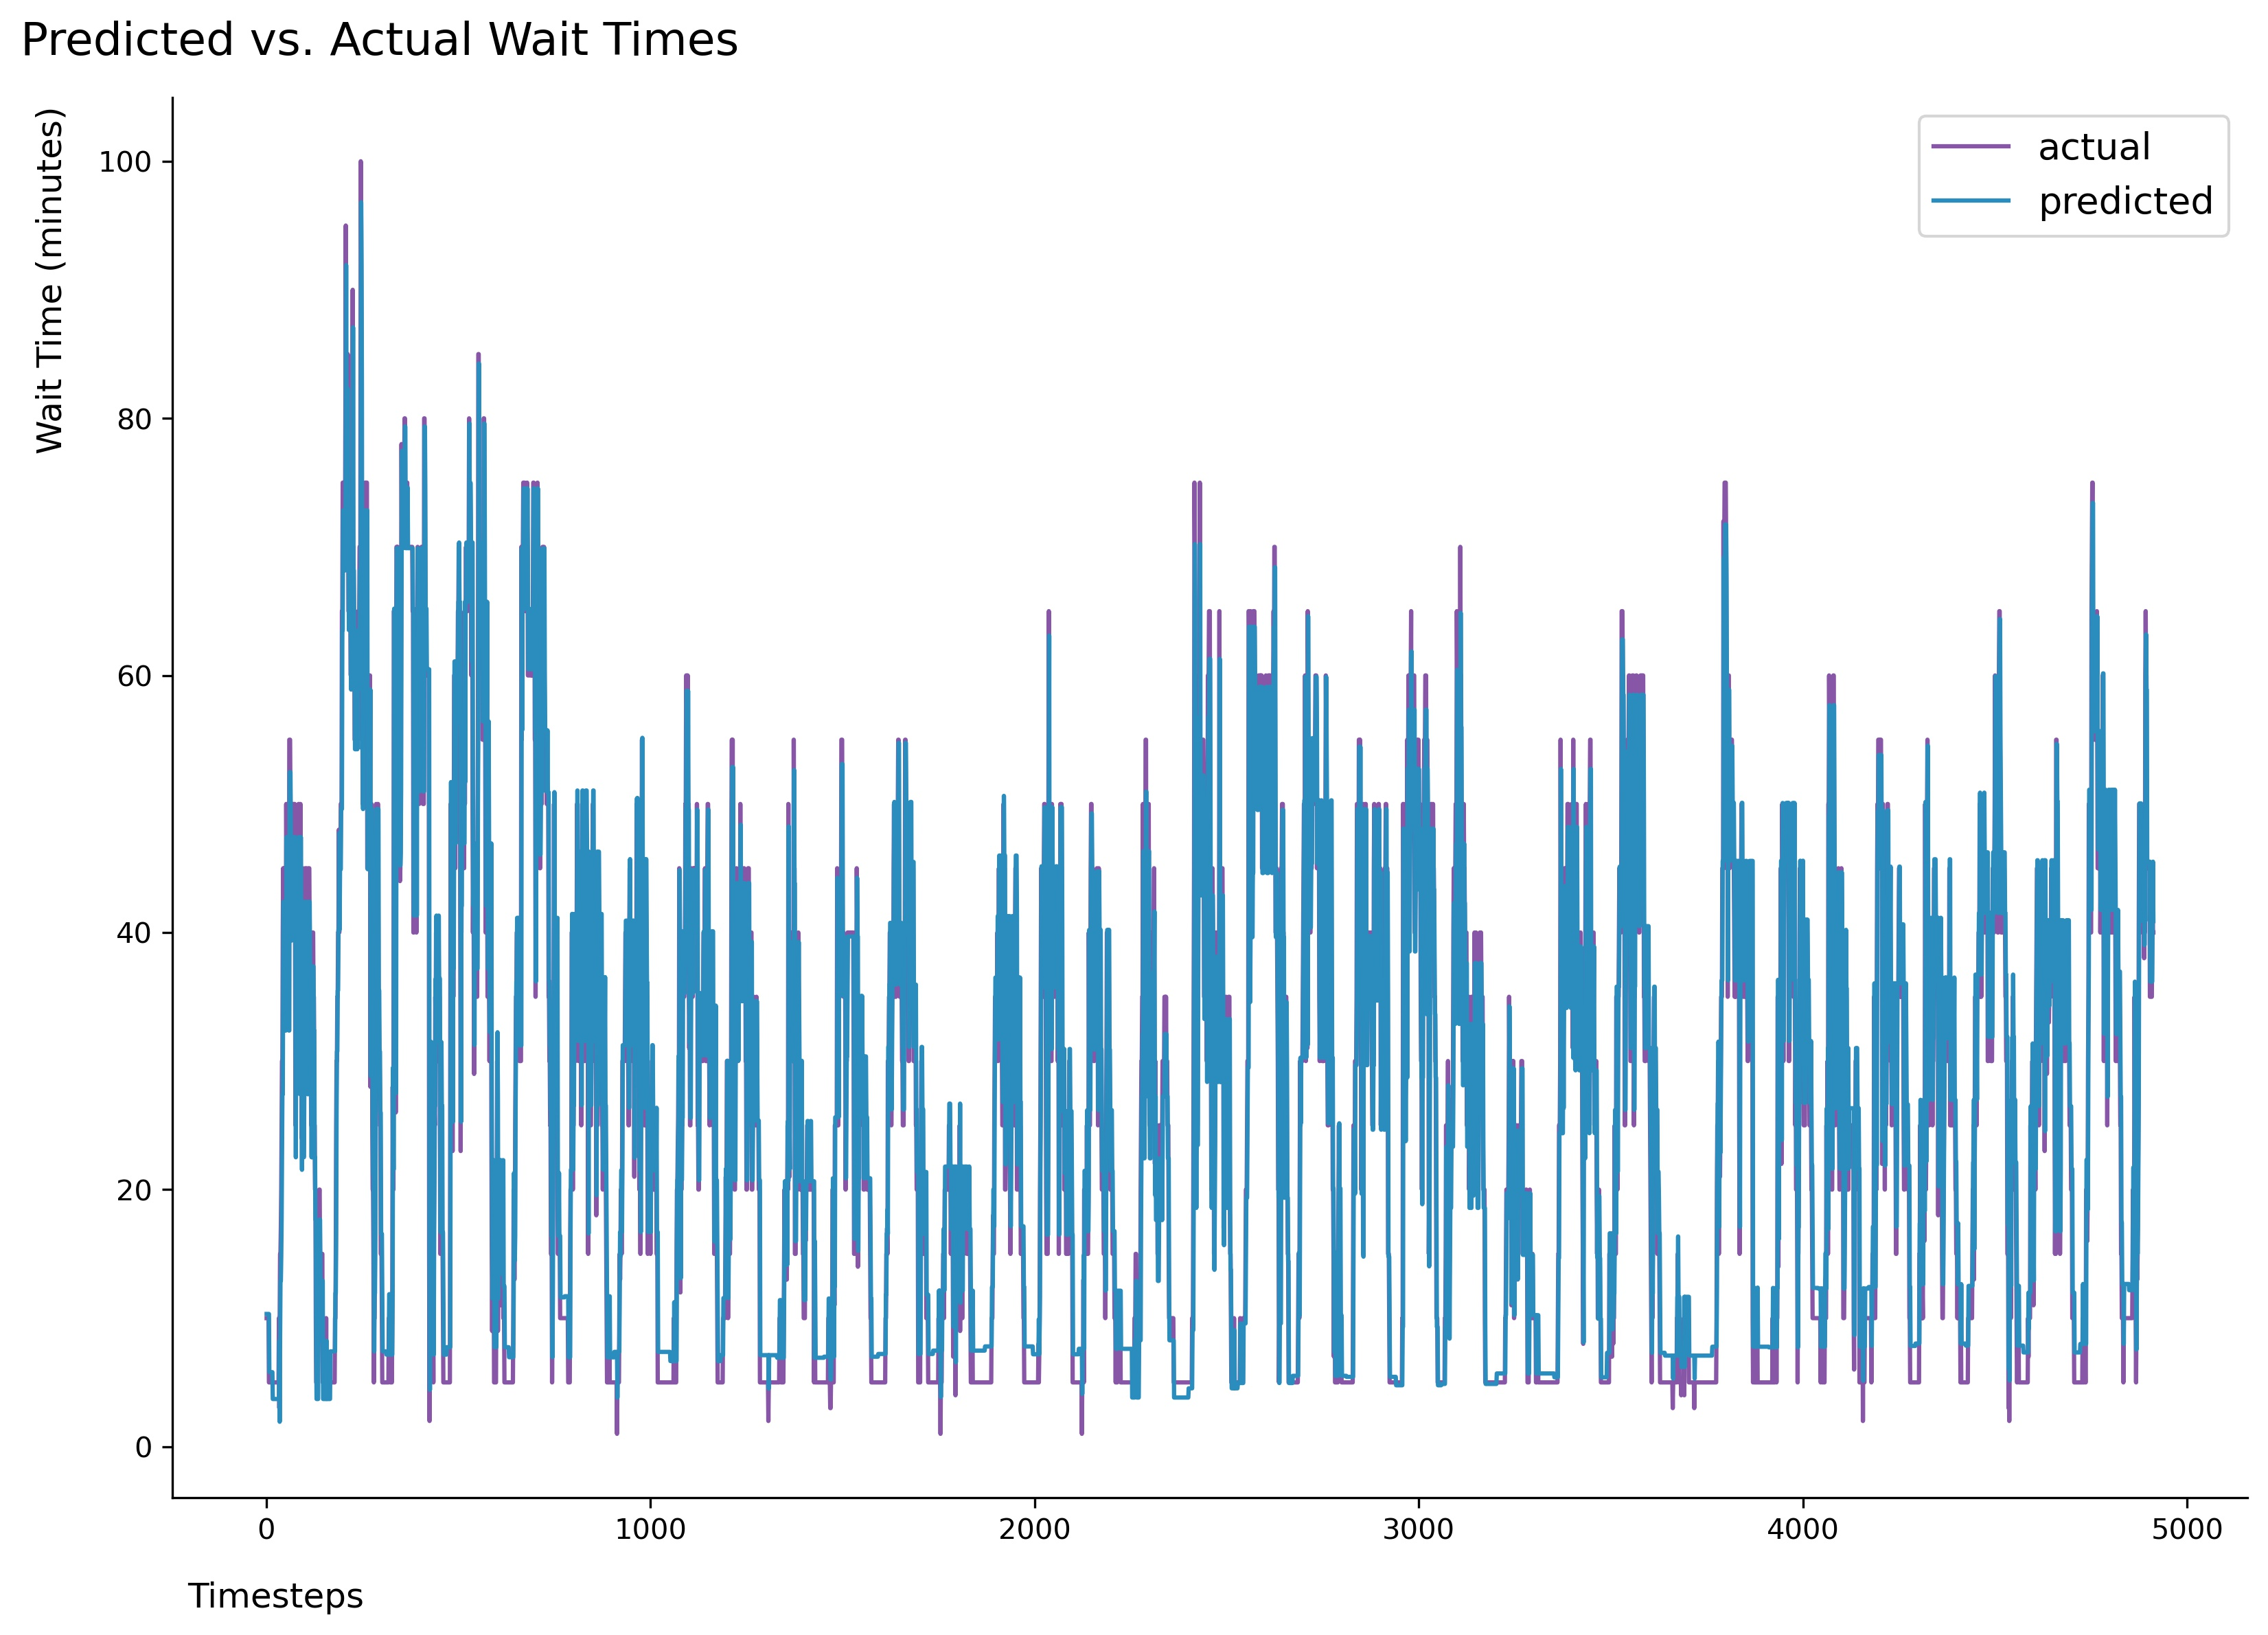 Predicted vs. Actual Wait Times
Wait Time (minutes)
100
80
60
40
20
0
actual
predicted
0 1000 2000 3000 4000 5000
Timesteps